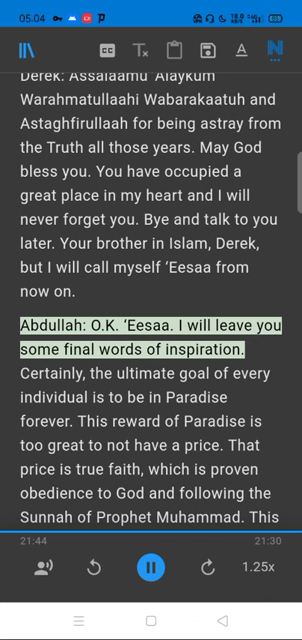 05.04
18.8 KB/S
CC
Derek: Assalaamu 'Alaykum
Warahmatullaahi Wabarakaatuh and
Astaghfirullaah for being astray from
the Truth all those years. May God
bless you. You have occupied a
great place in my heart and I will
never forget you. Bye and talk to you
later. Your brother in Islam, Derek,
but I will call myself ‘Eesaa from
now on.
Abdullah: O.K. ‘Eesaa. I will leave you
some final words of inspiration.
Certainly, the ultimate goal of every
individual is to be in Paradise
forever. This reward of Paradise is
too great to not have a price. That
price is true faith, which is proven
obedience to God and following the
Sunnah of Prophet Muhammad. This
21:44 21:30
1.25x